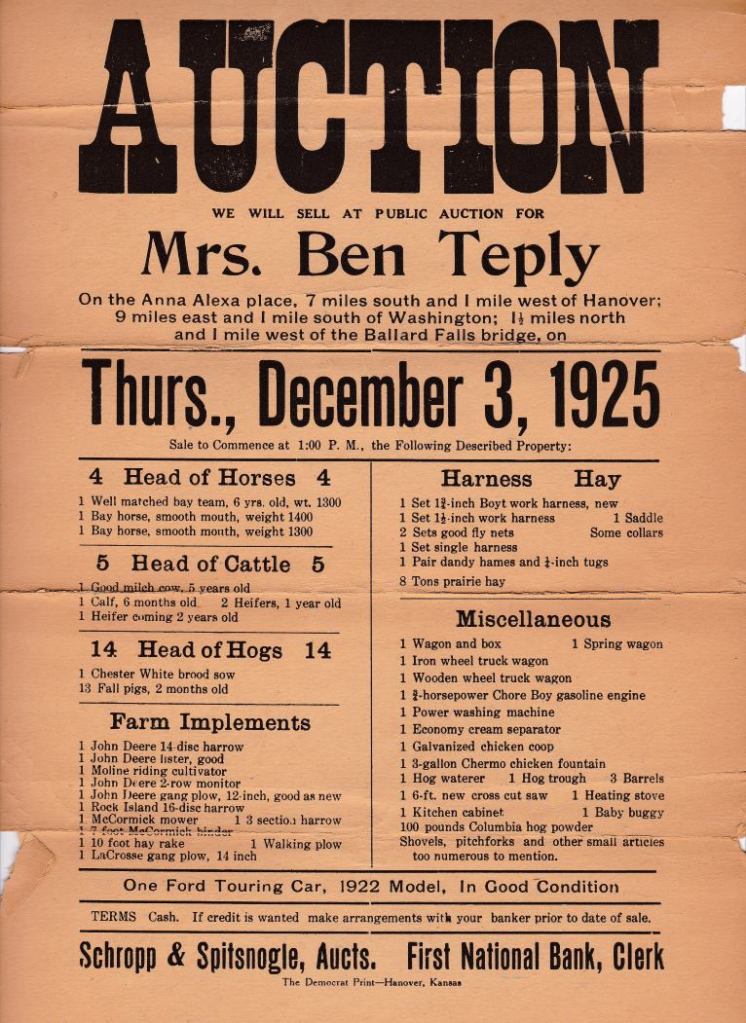 AUCTION
WE WILL SELL AT PUBLIC AUCTION FOR
Mrs. Ben Teply
On the Anna Alexa place, 7 miles south and 1 mile west of Hanover;
9 miles east and 1 mile south of Washington; 1½ miles north
and 1 mile west of the Ballard Falls bridge, on
Thurs., December 3, 1925
Sale to Commence at 1:00 P. M., the Following Described Property:
4 Head of Horses 4
1 Well matched bay team, 6 yrs. old, wt. 1300
1 Bay horse, smooth mouth, weight 1400
1 Bay horse, smooth mouth, weight 1300
5 Head of Cattle 5
1 Good milch cow, 5 years old
1 Calf, 6 months old 2 Heifers, 1 year old
1 Heifer coming 2 years old
14 Head of Hogs 14
1 Chester White brood sow
13 Fall pigs, 2 months old
Farm Implements
1 John Deere 14-disc harrow
1 John Deere lister, good
1 Moline riding cultivator
1 John Deere 2-row monitor
1 John Deere gang plow, 12-inch, good as new
1 Rock Island 16-disc harrow
1 McCormick mower 1 3 section harrow
1 7 foot McCormick binder
1 10 foot hay rake 1 Walking plow
1 LaCrosse gang plow, 14 inch
Harness Hay
1 Set 1¾-inch Boyt work harness, new
1 Set 1½-inch work harness 1 Saddle
2 Sets good fly nets Some collars
1 Set single harness
1 Pair dandy hames and ¼-inch tugs
8 Tons prairie hay
Miscellaneous
1 Wagon and box 1 Spring wagon
1 Iron wheel truck wagon
1 Wooden wheel truck wagon
1 ¾-horsepower Chore Boy gasoline engine
1 Power washing machine
1 Economy cream separator
1 Galvanized chicken coop
1 3-gallon Chermo chicken fountain
1 Hog waterer 1 Hog trough 3 Barrels
1 6-ft. new cross cut saw 1 Heating stove
1 Kitchen cabinet 1 Baby buggy
100 pounds Columbia hog powder
Shovels, pitchforks and other small articles
too numerous to mention.
One Ford Touring Car, 1922 Model, In Good Condition
TERMS Cash. If credit is wanted make arrangements with your banker prior to date of sale.
Schropp & Spitsnogle, Aucts. First National Bank, Clerk
The Democrat Print—Hanover, Kansas